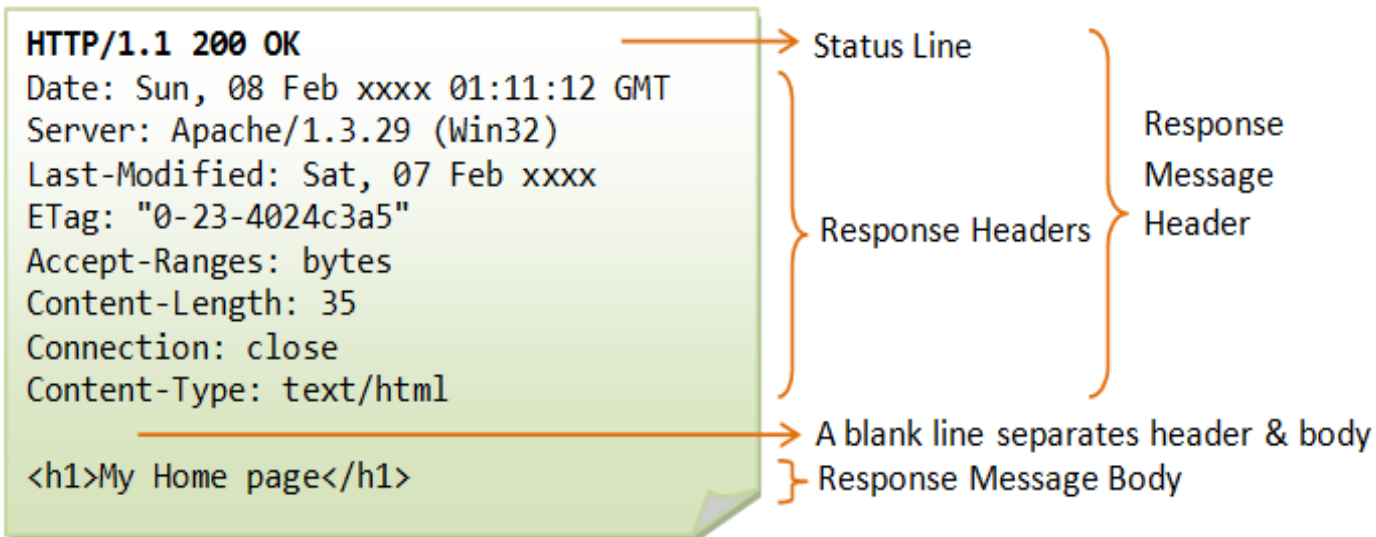 HTTP/1.1 200 OK
Date: Sun, 08 Feb xxxx 01:11:12 GMT
Server: Apache/1.3.29 (Win32)
Last-Modified: Sat, 07 Feb xxxx
ETag: "0-23-4024c3a5"
Accept-Ranges: bytes
Content-Length: 35
Connection: close
Content-Type: text/html
<h1>My Home page</h1>
Status Line
Response Headers
A blank line separates header & body
Response Message Body
Response
Message
Header